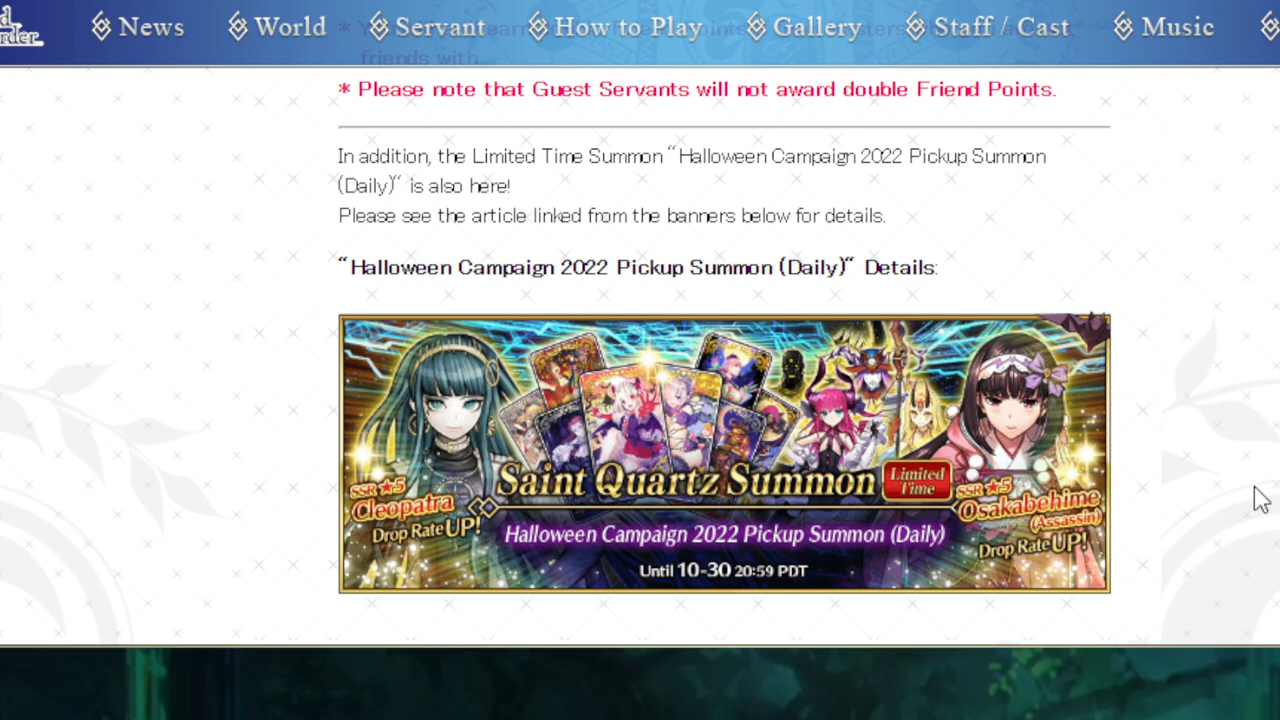 rder
News
World
Servant
How to Play
Gallery
Staff / Cast
Music
friends with.
* Please note that Guest Servants will not award double Friend Points.
In addition, the Limited Time Summon "Halloween Campaign 2022 Pickup Summon
(Daily)" is also here!
Please see the article linked from the banners below for details.
"Halloween Campaign 2022 Pickup Summon (Daily)" Details:
Saint Quartz Summon
Limited
Time
SSR ★5
Cleopatra
Drop Rate UP!
SSR ★5
Osakabehime
(Assassin)
Drop Rate UP!
Halloween Campaign 2022 Pickup Summon (Daily)
Until 10-30 20:59 PDT